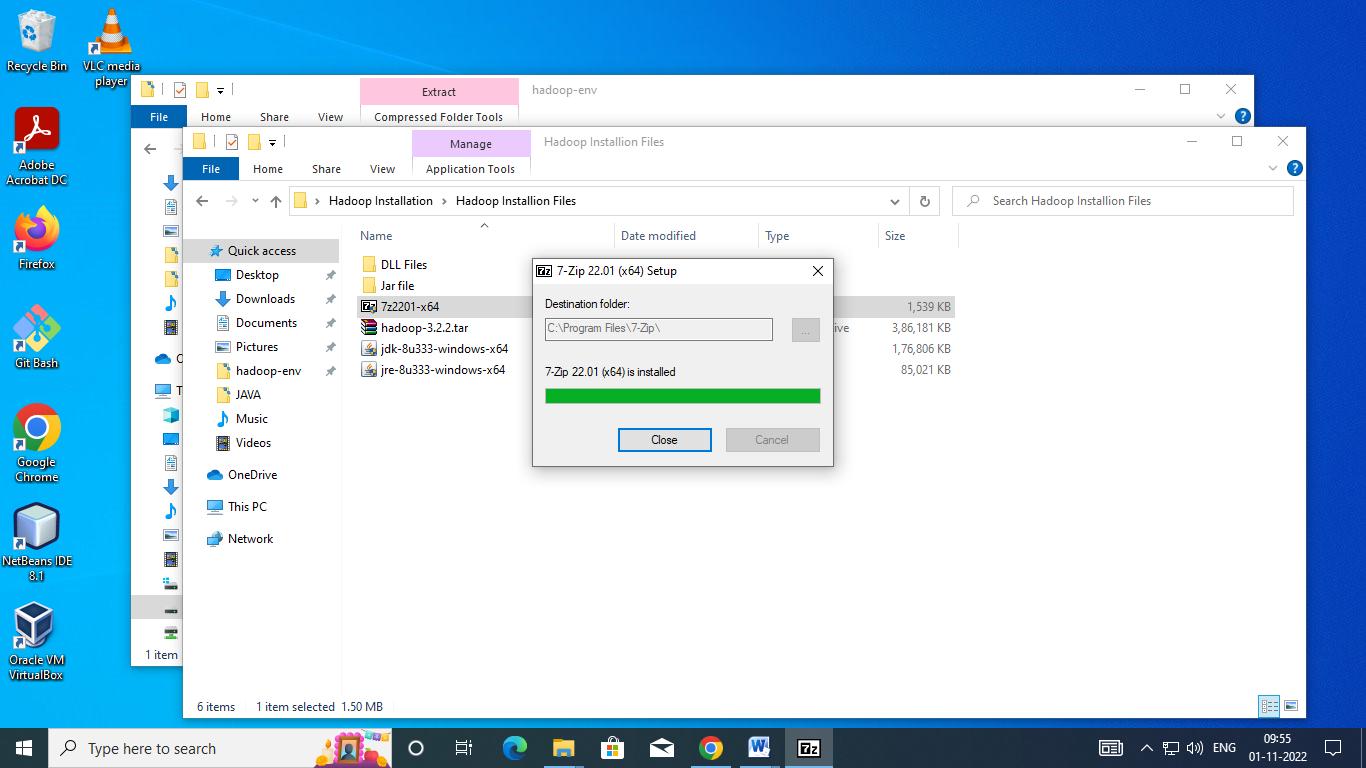 Recycle Bin
VLC media
player
Adobe
Acrobat DC
Firefox
Git Bash
Google
Chrome
NetBeans IDE
8.1
Oracle VM
VirtualBox
Extract
hadoop-env
File
Home
Share
View
Compressed Folder Tools
1 item
Manage
Hadoop Installion Files
File
Home
Share
View
Application Tools
Hadoop Installation
Hadoop Installion Files
Search Hadoop Installion Files
Quick access
Desktop
Downloads
Documents
Pictures
hadoop-env
JAVA
Music
Videos
OneDrive
This PC
Network
Name
Date modified
Type
Size
DLL Files
Jar file
7z2201-x64
1,539 KB
hadoop-3.2.2.tar
3,86,181 KB
jdk-8u333-windows-x64
1,76,806 KB
jre-8u333-windows-x64
85,021 KB
6 items
1 item selected 1.50 MB
7z 7-Zip 22.01 (x64) Setup
Destination folder:
C:\Program Files\7-Zip\
...
7-Zip 22.01 (x64) is installed
Close
Cancel
Type here to search
7z
ENG
09:55
01-11-2022